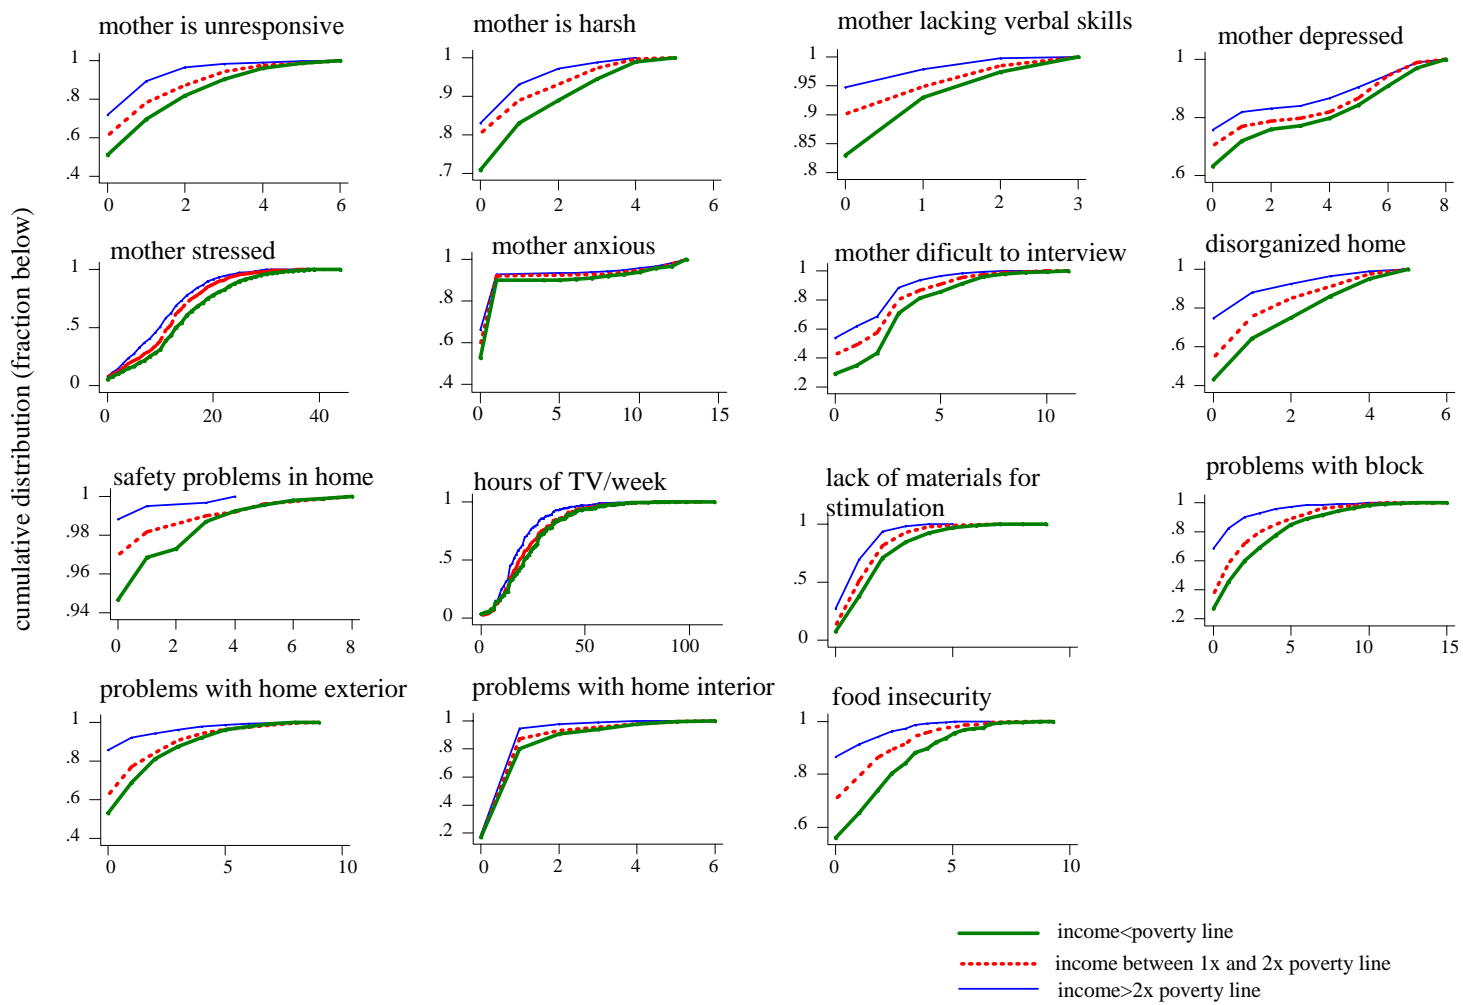 cumulative distribution (fraction below)
mother is unresponsive
1
.8
.6
.4
0 2 4 6
mother is harsh
1
.9
.8
.7
0 2 4 6
mother lacking verbal skills
1
.95
.9
.85
.8
0 1 2 3
mother depressed
1
.8
.6
0 2 4 6 8
mother stressed
1
.5
0
0 20 40
mother anxious
1
.8
.6
.4
0 5 10 15
mother dificult to interview
1
.8
.6
.4
.2
0 5 10
disorganized home
1
.8
.6
.4
0 2 4 6
safety problems in home
1
.98
.96
.94
0 2 4 6 8
hours of TV/week
1
.5
0
0 50 100
lack of materials for
stimulation
1
.5
0
problems with block
1
.8
.6
.4
.2
0 5 10 15
problems with home exterior
1
.8
.6
.4
0 5 10
problems with home interior
1
.8
.6
.4
.2
0 2 4 6
food insecurity
1
.8
.6
0 5 10
income<poverty line
income between 1x and 2x poverty line
income>2x poverty line